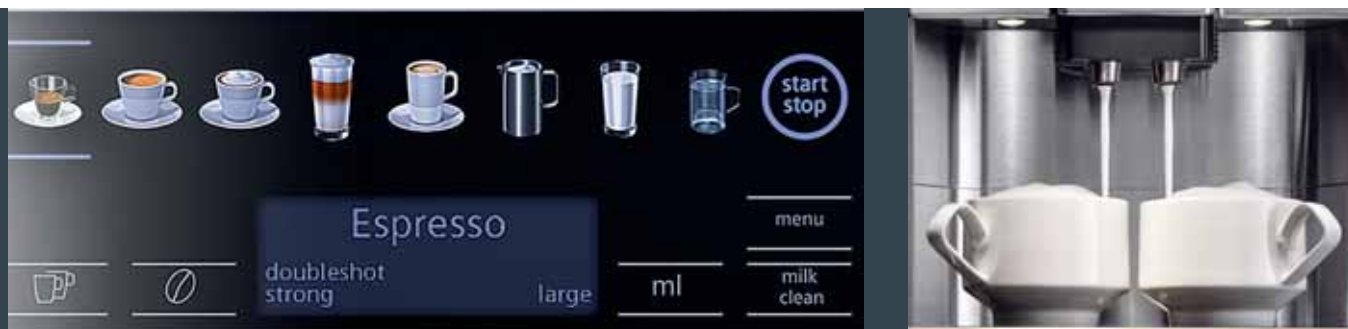 start
stop
Espresso
doubleshot
strong
large
ml
menu
milk
clean